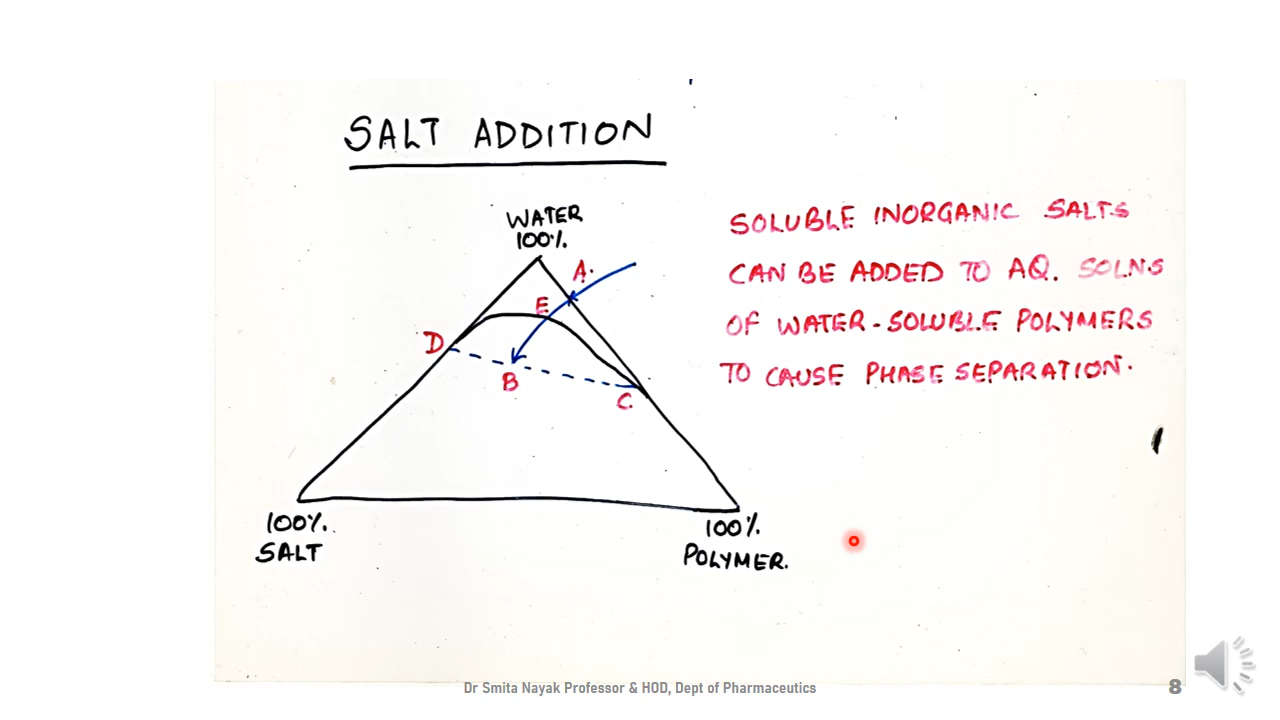 SALT ADDITION
WATER
100%.
A.
E
D
B
C.
100%.
SALT
100%.
POLYMER.
SOLUBLE INORGANIC SALTS
CAN BE ADDED TO AQ. SOLNS
OF WATER-SOLUBLE POLYMERS
TO CAUSE PHASE SEPARATION.
Dr Smita Nayak Professor & HOD, Dept of Pharmaceutics
8